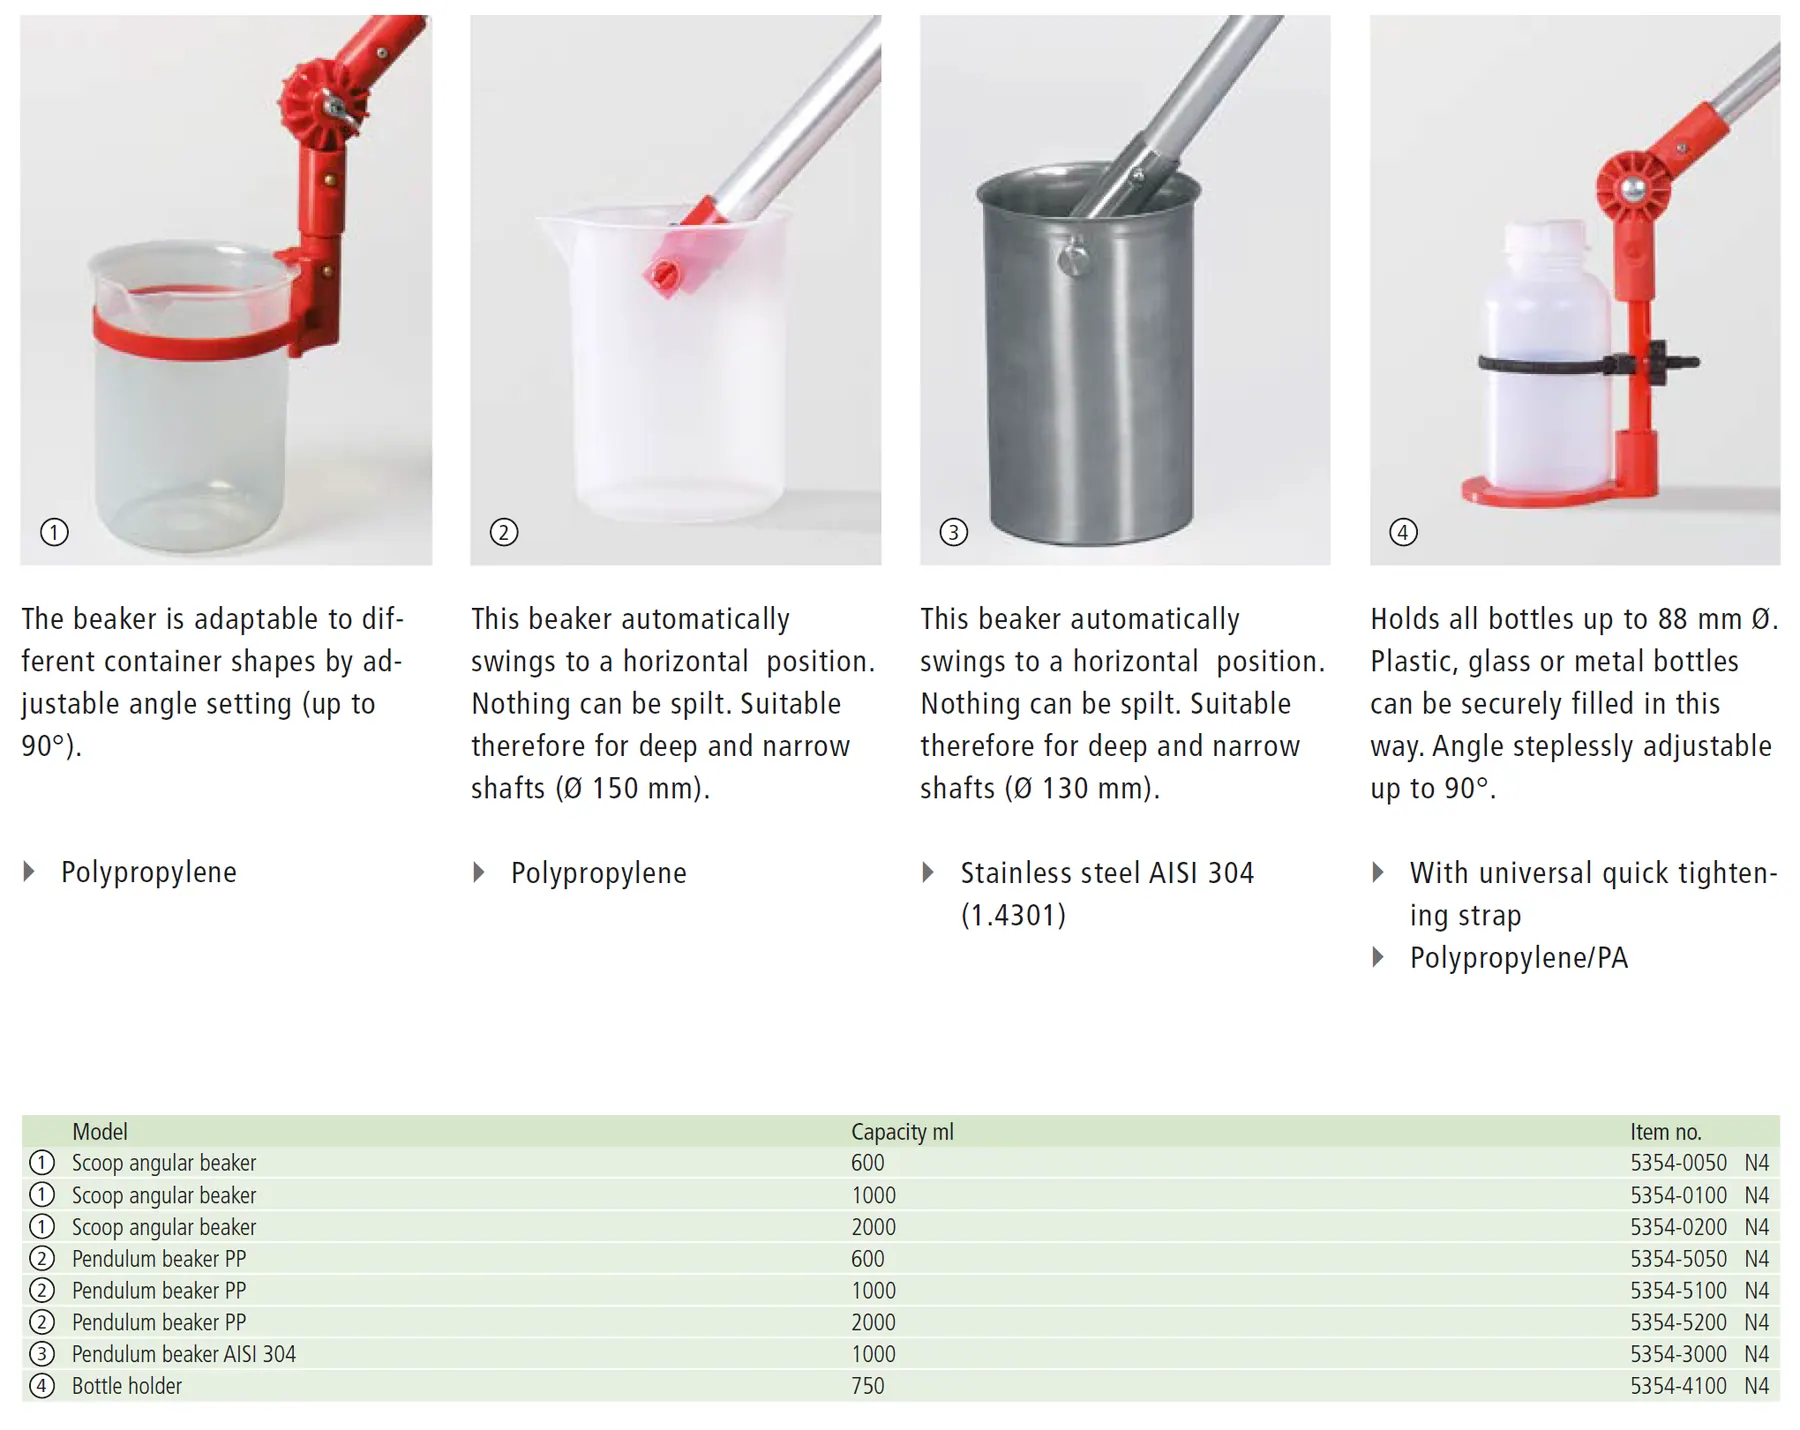 ①
②
③
④
The beaker is adaptable to dif-
ferent container shapes by ad-
justable angle setting (up to
90°).
Polypropylene
This beaker automatically
swings to a horizontal position.
Nothing can be spilt. Suitable
therefore for deep and narrow
shafts (Ø 150 mm).
Polypropylene
This beaker automatically
swings to a horizontal position.
Nothing can be spilt. Suitable
therefore for deep and narrow
shafts (Ø 130 mm).
Stainless steel AISI 304
(1.4301)
Holds all bottles up to 88 mm Ø.
Plastic, glass or metal bottles
can be securely filled in this
way. Angle steplessly adjustable
up to 90°.
With universal quick tighten-
ing strap
Polypropylene/PA
Model Capacity ml Item no.
① Scoop angular beaker 600 5354-0050 N4
① Scoop angular beaker 1000 5354-0100 N4
① Scoop angular beaker 2000 5354-0200 N4
② Pendulum beaker PP 600 5354-5050 N4
② Pendulum beaker PP 1000 5354-5100 N4
② Pendulum beaker PP 2000 5354-5200 N4
③ Pendulum beaker AISI 304 1000 5354-3000 N4
④ Bottle holder 750 5354-4100 N4